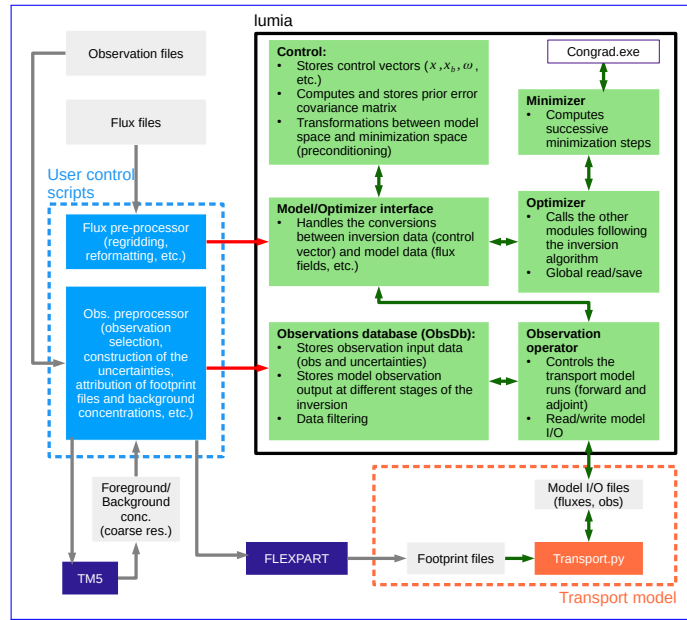 Observation files
Flux files
User control
scripts
Flux pre-processor
(regridding,
reformatting, etc.)
Obs. preprocessor
(observation
selection,
construction of the
uncertainties,
attribution of footprint
files and background
concentrations, etc.)
Foreground/
Background
conc.
(coarse res.)
TM5
lumia
Control:
• Stores control vectors (x, x_b, ω,
etc.)
• Computes and stores prior error
covariance matrix
• Transformations between model
space and minimization space
(preconditioning)
Congrad.exe
Minimizer
• Computes
successive
minimization steps
Model/Optimizer interface
• Handles the conversions
between inversion data (control
vector) and model data (flux
fields, etc.)
Optimizer
• Calls the other
modules following
the inversion
algorithm
• Global read/save
Observations database (ObsDb):
• Stores observation input data
(obs and uncertainties)
• Stores model observation
output at different stages of the
inversion
• Data filtering
Observation
operator
• Controls the
transport model
runs (forward and
adjoint)
• Read/write model
I/O
Model I/O files
(fluxes, obs)
FLEXPART
Footprint files
Transport.py
Transport model